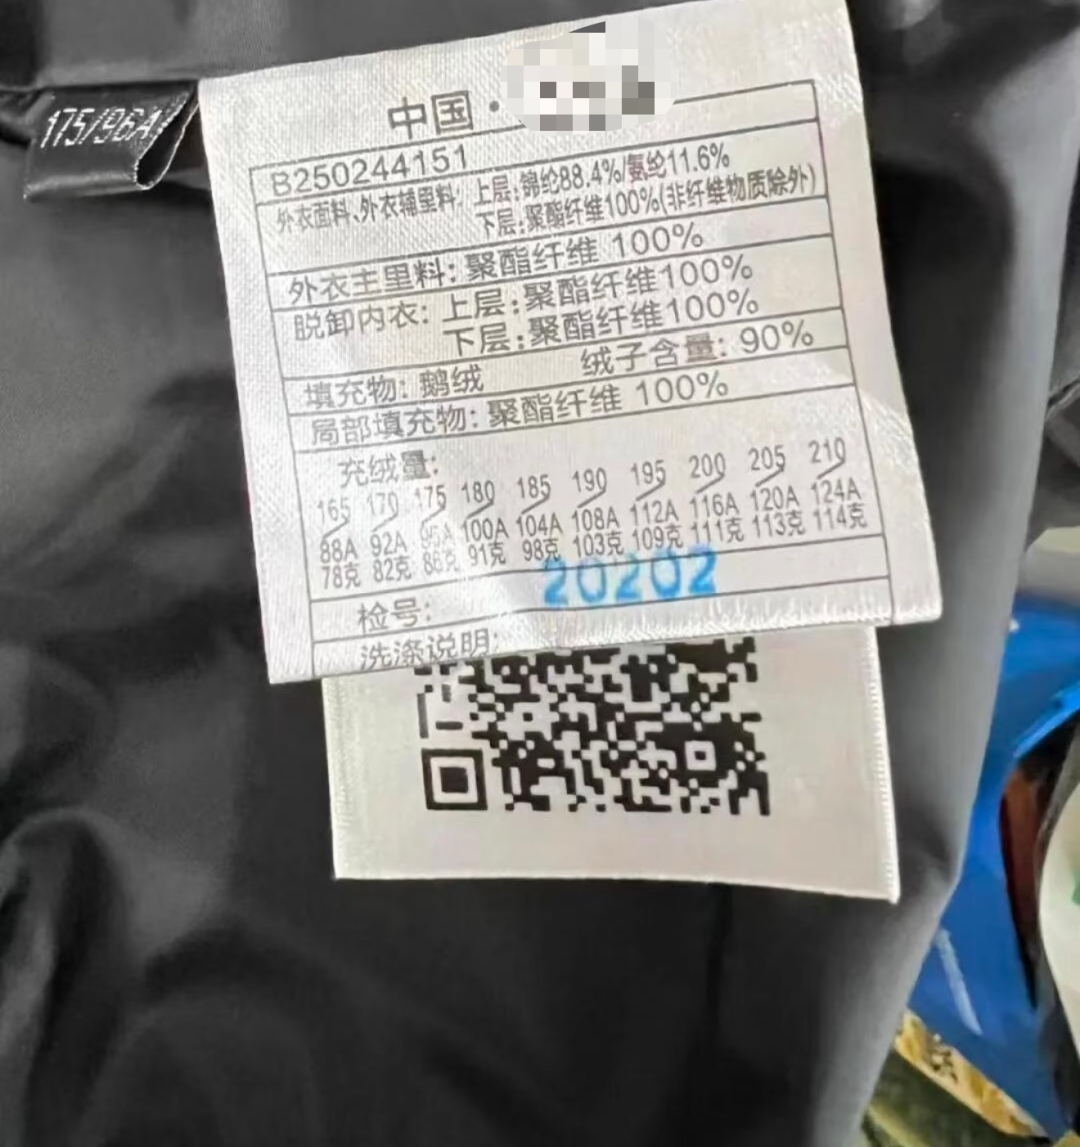 175/96A
中国·
B250244151
外衣面料、外衣辅里料: 上层:锦纶88.4%/氨纶11.6%
下层:聚酯纤维100%(非纤维物质除外)
外衣主里料: 聚酯纤维 100%
脱卸内衣: 上层:聚酯纤维100%
下层:聚酯纤维100%
填充物: 鹅绒 绒子含量: 90%
局部填充物: 聚酯纤维 100%
充绒量:
165 170 175 180 185 190 195 200 205 210
88A 92A 96A 100A 104A 108A 112A 116A 120A 124A
78克 82克 86克 91克 98克 103克 109克 111克 113克 114克
检号: 20202
洗涤说明: